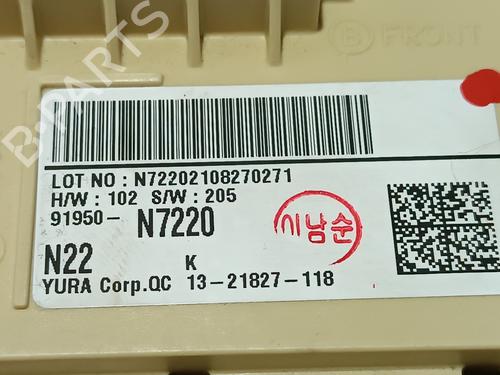 B FRONT
B-PARTS
LOT NO : N72202108270271
H/W : 102 S/W : 205
91950- N7220
시남순
N22 K
YURA Corp.QC 13-21827-118